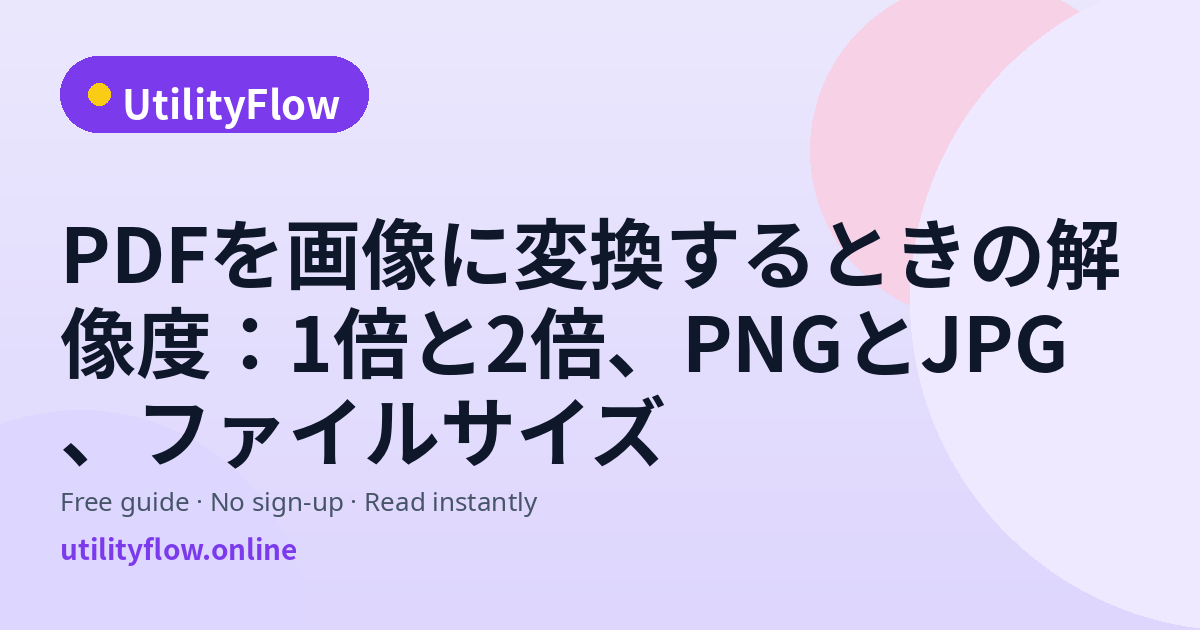 UtilityFlow
PDFを画像に変換するときの解
像度：1倍と2倍、PNGとJPG
、ファイルサイズ
Free guide · No sign-up · Read instantly
utilityflow.online